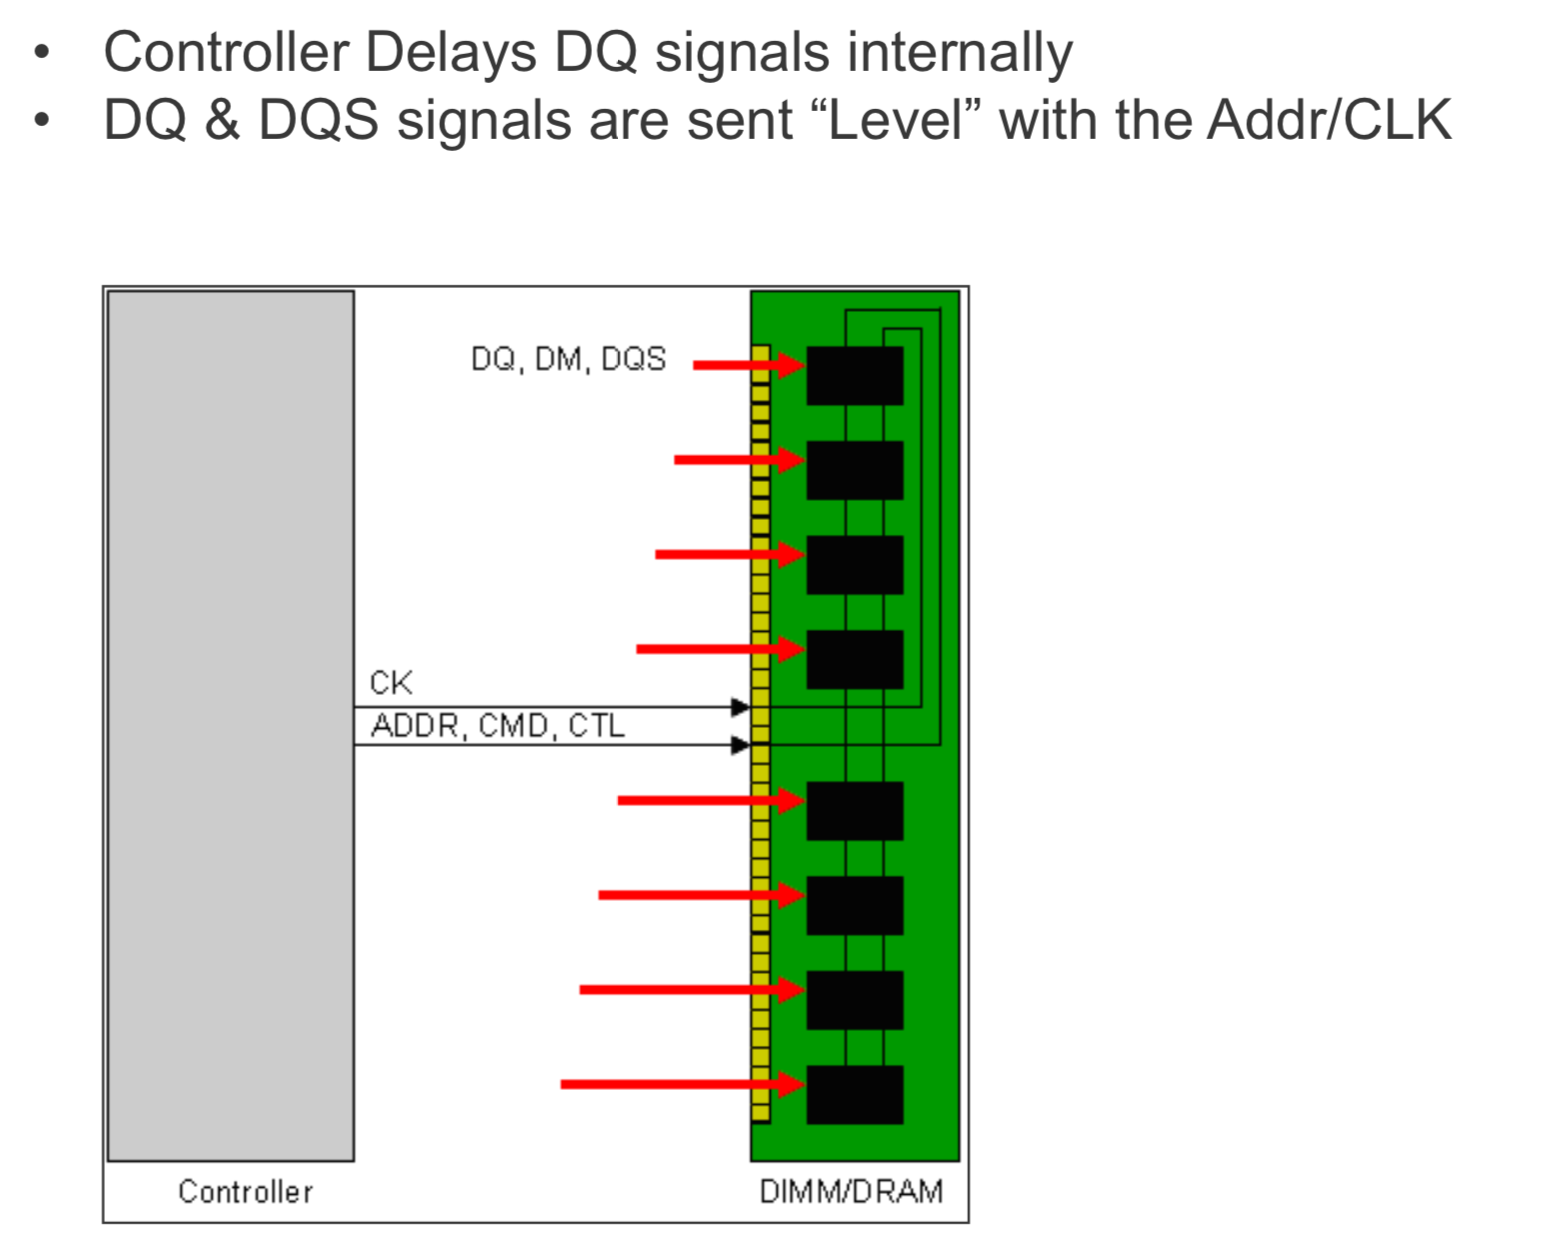 • Controller Delays DQ signals internally
• DQ & DQS signals are sent “Level” with the Addr/CLK
DQ, DM, DQS
CK
ADDR, CMD, CTL
Controller
DIMM/DRAM